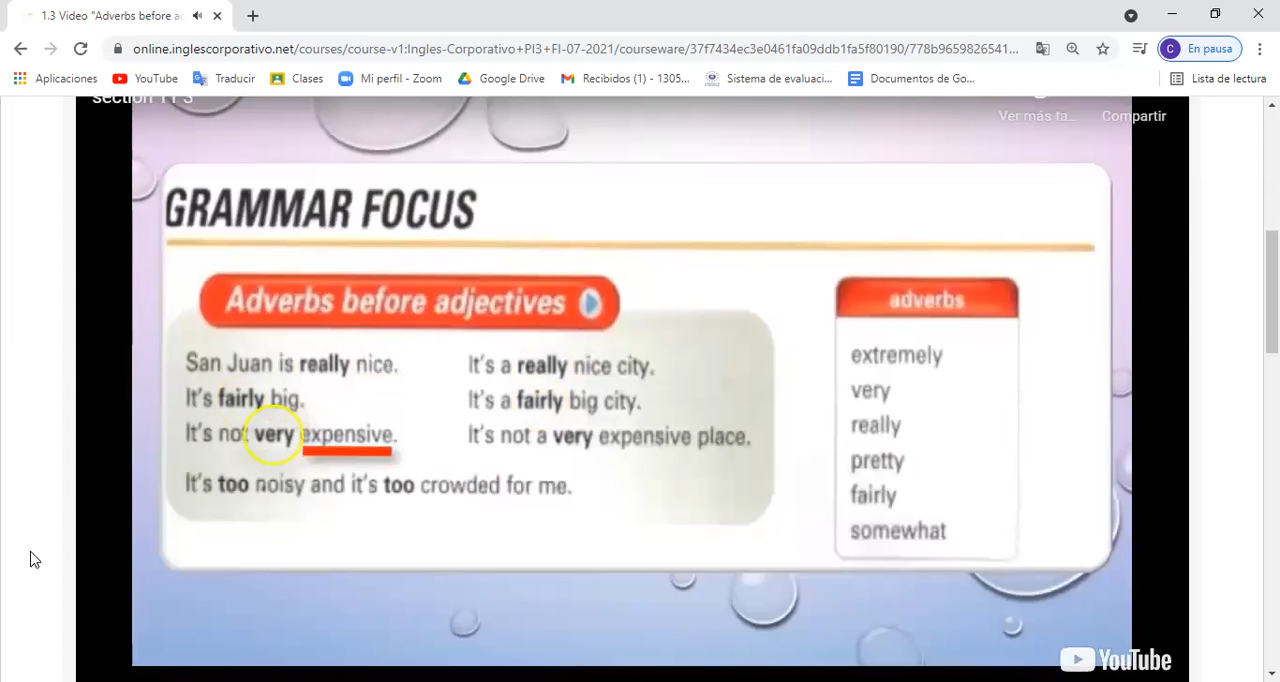 1.3 Video "Adverbs before a
online.inglescorporativo.net/courses/course-v1:Ingles-Corporativo+PI3+FI-07-2021/courseware/37f7434ec3e0461fa09ddb1fa5f80190/778b9659826541...
C En pausa
Aplicaciones YouTube Traducir Clases Mi perfil - Zoom Google Drive Recibidos (1) - 1305... Sistema de evaluaci... Documentos de Go... Lista de lectura
Ver más ta... Compartir
GRAMMAR FOCUS
Adverbs before adjectives
San Juan is really nice. It's a really nice city.
It's fairly big. It's a fairly big city.
It's not very expensive. It's not a very expensive place.
It's too noisy and it's too crowded for me.
adverbs
extremely
very
really
pretty
fairly
somewhat
YouTube